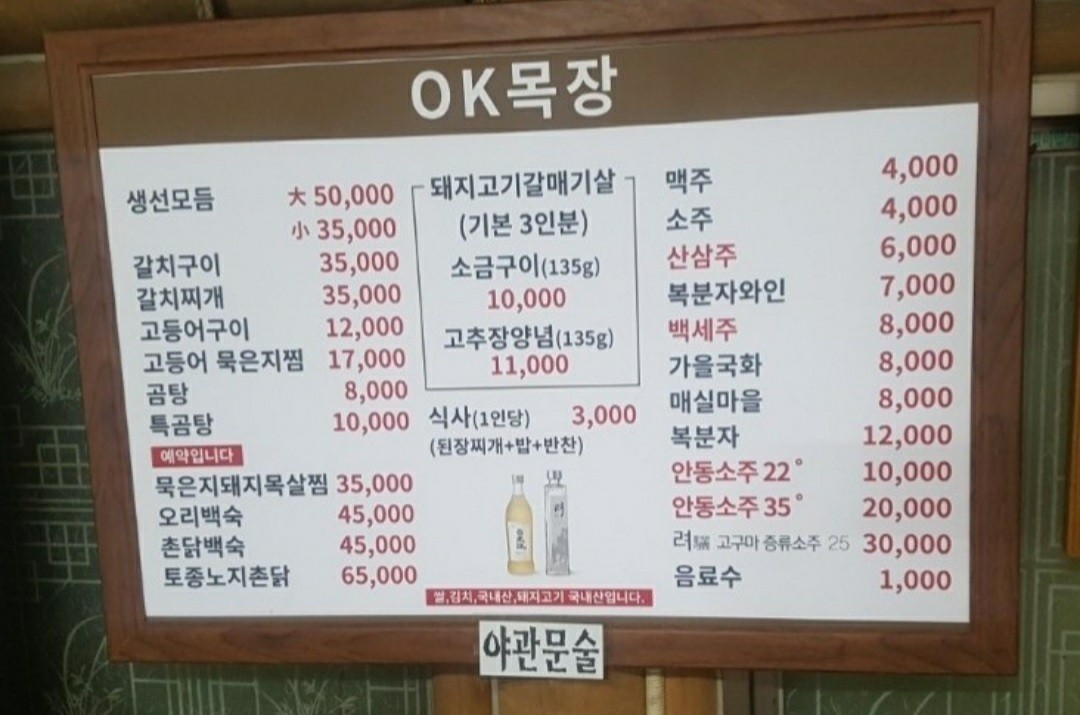 OK목장
생선모듬 大 50,000
小 35,000
갈치구이 35,000
갈치찌개 35,000
고등어구이 12,000
고등어 묵은지찜 17,000
곰탕 8,000
특곰탕 10,000
예약입니다
묵은지돼지목살찜 35,000
오리백숙 45,000
촌닭백숙 45,000
토종노지촌닭 65,000
돼지고기갈매기살
(기본 3인분)
소금구이(135g)
10,000
고추장양념(135g)
11,000
식사(1인당) 3,000
(된장찌개+밥+반찬)
쌀,김치,국내산,돼지고기 국내산입니다.
맥주 4,000
소주 4,000
산삼주 6,000
복분자와인 7,000
백세주 8,000
가을국화 8,000
매실마을 8,000
복분자 12,000
안동소주 22° 10,000
안동소주 35° 20,000
려驪 고구마 증류소주 25 30,000
음료수 1,000
야관문술